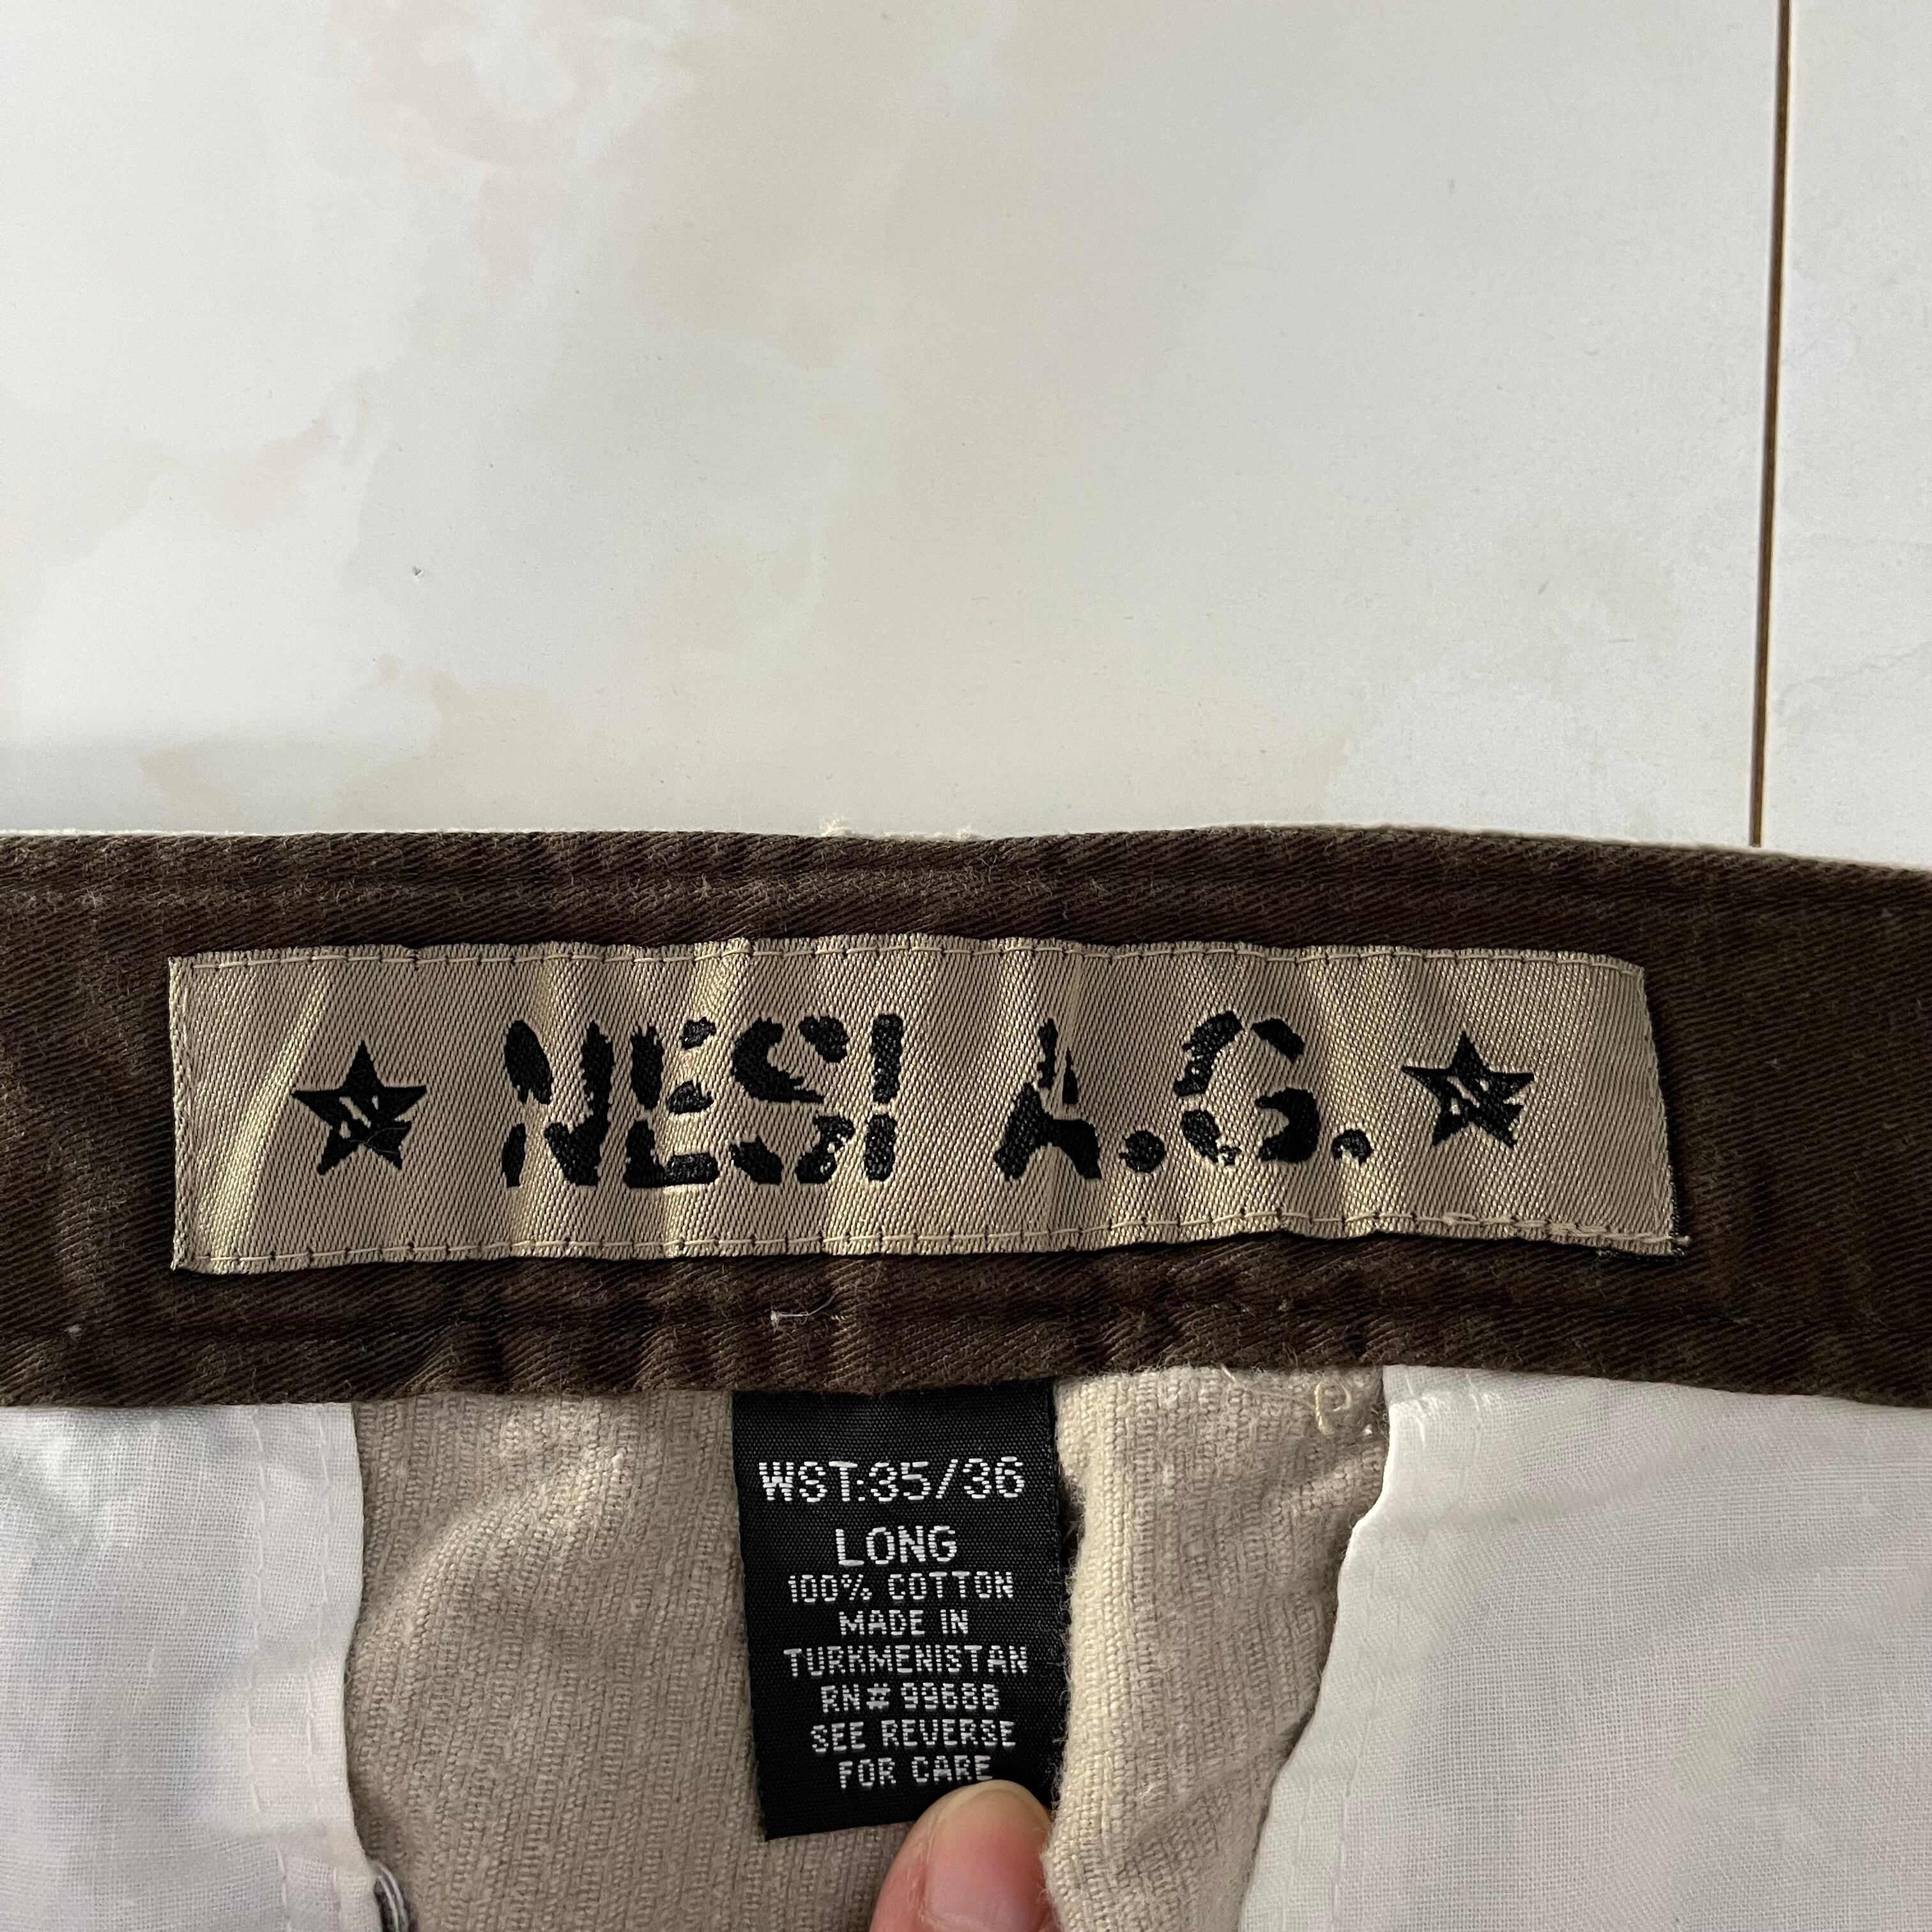 NESI A.G.
WST:35/36
LONG
100% COTTON
MADE IN
TURKMENISTAN
RN# 99688
SEE REVERSE
FOR CARE